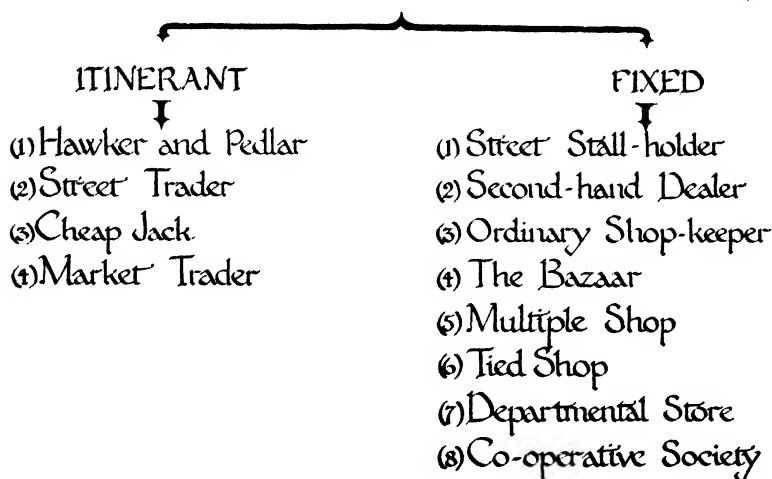 ITINERANT
(1) Hawker and Pedlar
(2) Street Trader
(3) Cheap Jack.
(4) Market Trader
FIXED
(1) Street Stall-holder
(2) Second-hand Dealer
(3) Ordinary Shop-keeper
(4) The Bazaar
(5) Multiple Shop
(6) Tied Shop
(7) Departmental Store
(8) Co-operative Society